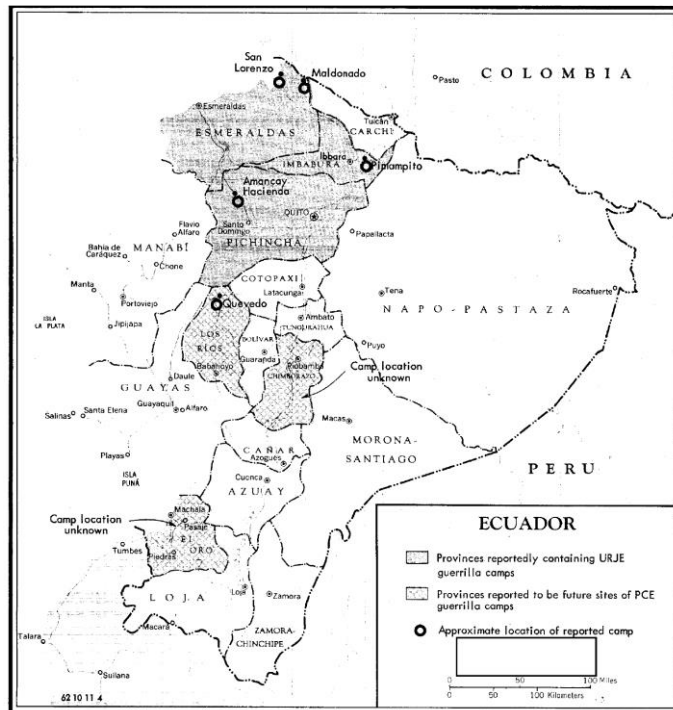 San
Lorenzo
Maldonado
COLOMBIA
Pasto
Esmeraldas
ESMERALDAS
Tulcán
CARCHI
Ibbara
IMBABURA
Pimampito
Amancay
Hacienda
QUITO
Flavio
Alfaro
Santo
Domingo
PICHINCHA
Papallacta
MANABÍ
Bahía de
Caráquez
Chone
COTOPAXI
Latacunga
Tena
Rocafuerte
NAPO-PASTAZA
Manta
Portoviejo
Quevedo
ISLA
LA PLATA
Jipijapa
Ambato
TUNGURAHUA
LOS
RÍOS
BOLÍVAR
Puyo
Guaranda
Riobamba
CHIMBORAZO
Camp location
unknown
Babahoyo
Daule
GUAYAS
Guayaquil
Alfaro
Salinas
Santa Elena
Macas
Playas
CAÑAR
Azogues
MORONA-
SANTIAGO
ISLA
PUNÁ
Cuenca
AZUAY
PERU
Camp location
unknown
Machala
Pasaje
EL
ORO
Tumbes
Piedras
LOJA
Loja
Zamora
Macará
ZAMORA-
CHINCHIPE
Talara
Sullana
62 10 11 4
ECUADOR
Provinces reportedly containing URJE
guerrilla camps
Provinces reported to be future sites of PCE
guerrilla camps
Approximate location of reported camp
0 50 100 Miles
0 50 100 Kilometers